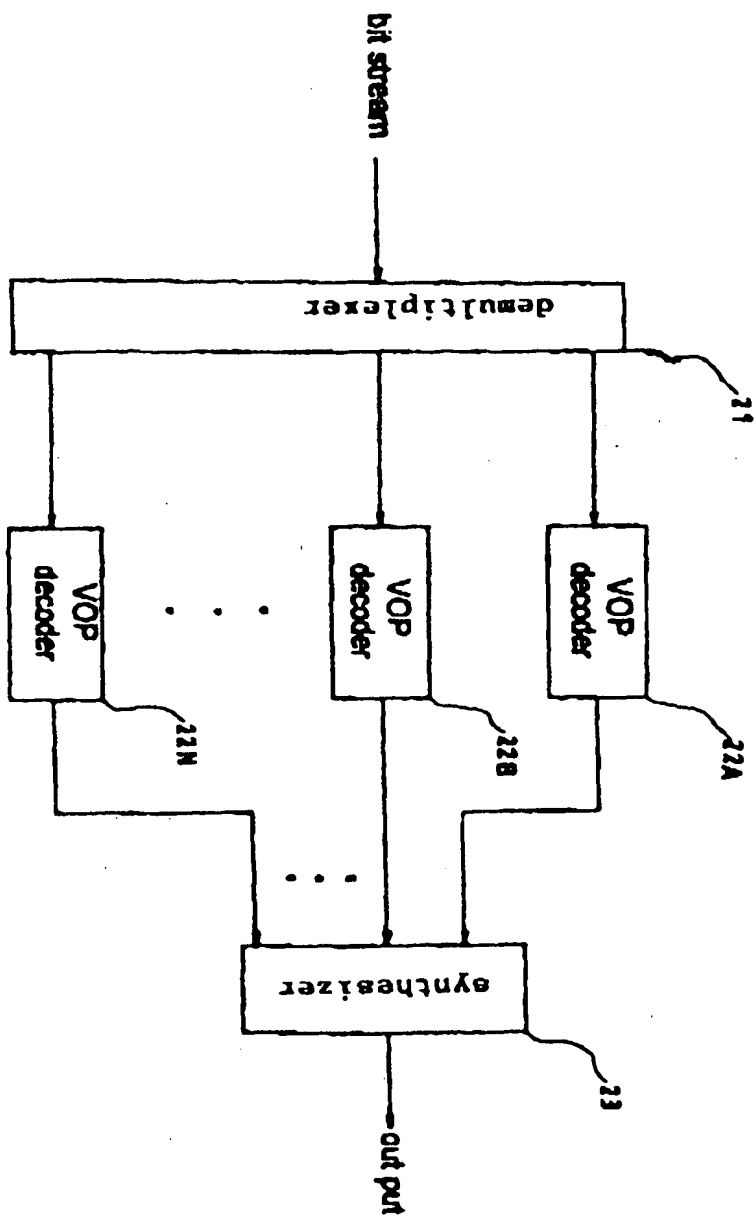 bit stream
demultiplexer
21
VOP
decoder
22A
VOP
decoder
22B
VOP
decoder
22N
synthesizer
23
out put